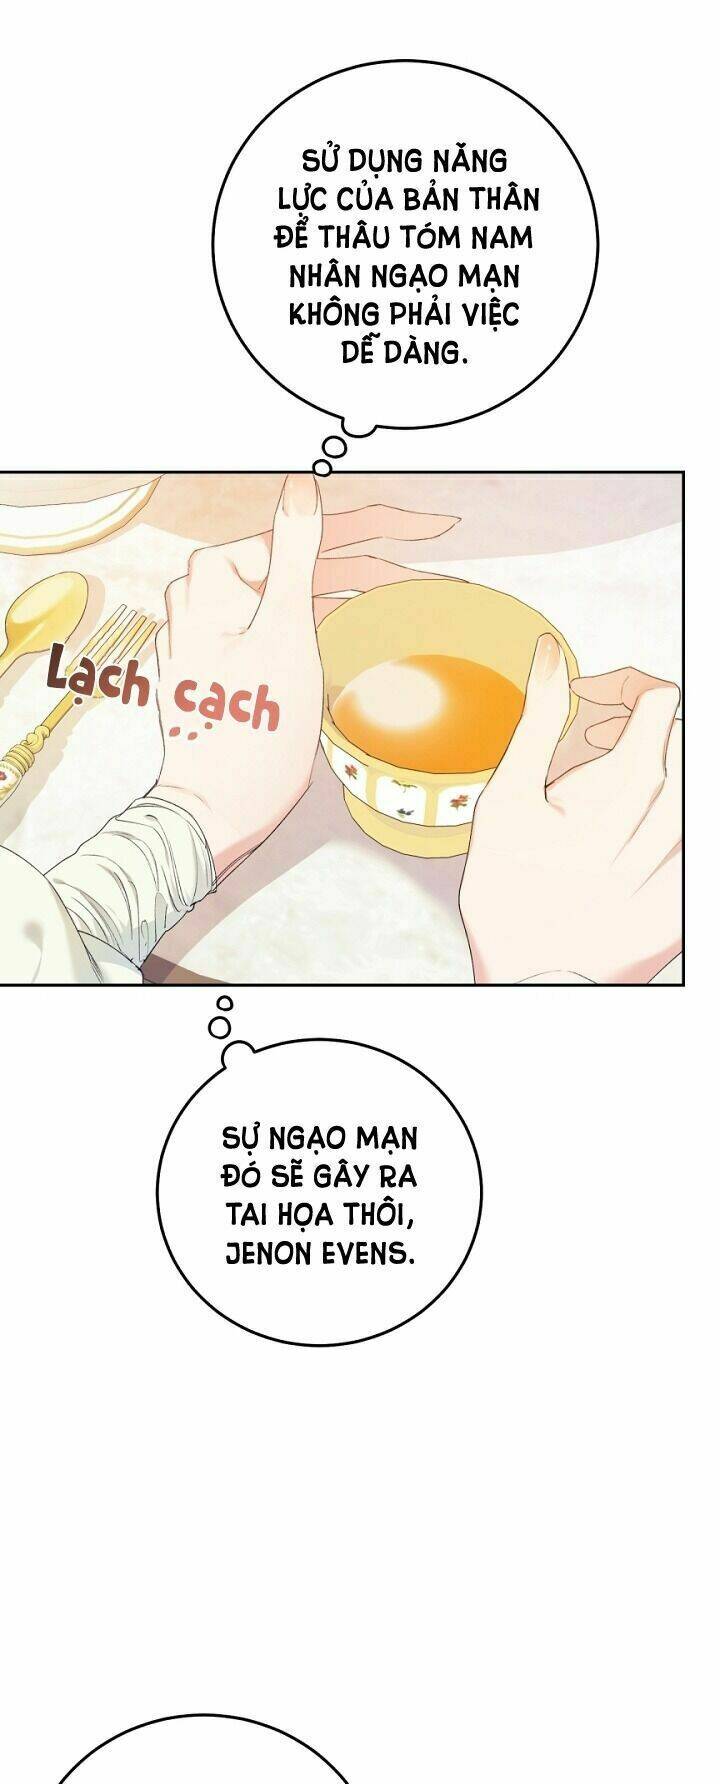 SỬ DỤNG NĂNG
LỰC CỦA BẢN THÂN
ĐỂ THÂU TÓM NAM
NHÂN NGẠO MẠN
KHÔNG PHẢI VIỆC
DỄ DÀNG.
Lạch cạch
SỰ NGẠO MẠN
ĐÓ SẼ GÂY RA
TAI HỌA THÔI,
JENON EVENS.